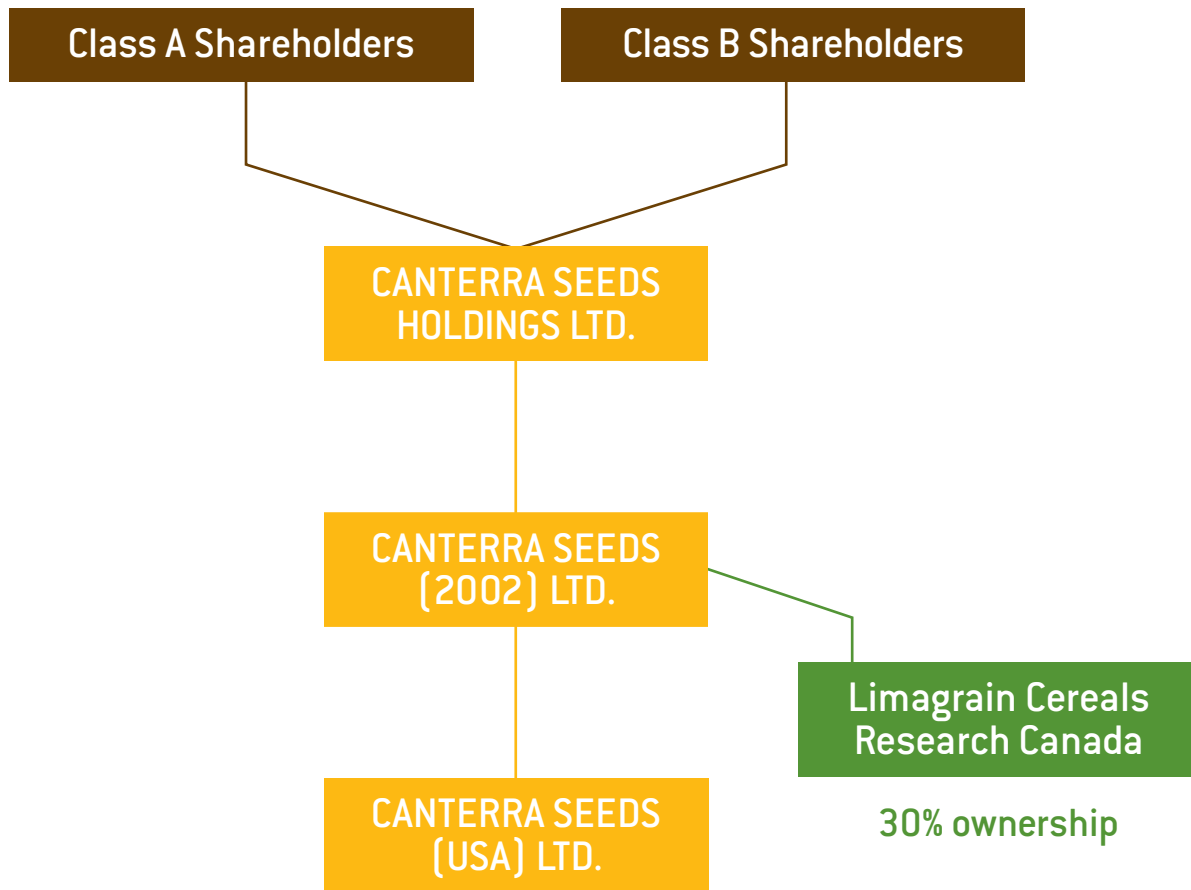 Class A Shareholders
Class B Shareholders
CANTERRA SEEDS
HOLDINGS LTD.
CANTERRA SEEDS
(2002) LTD.
Limagrain Cereals
Research Canada
30% ownership
CANTERRA SEEDS
(USA) LTD.